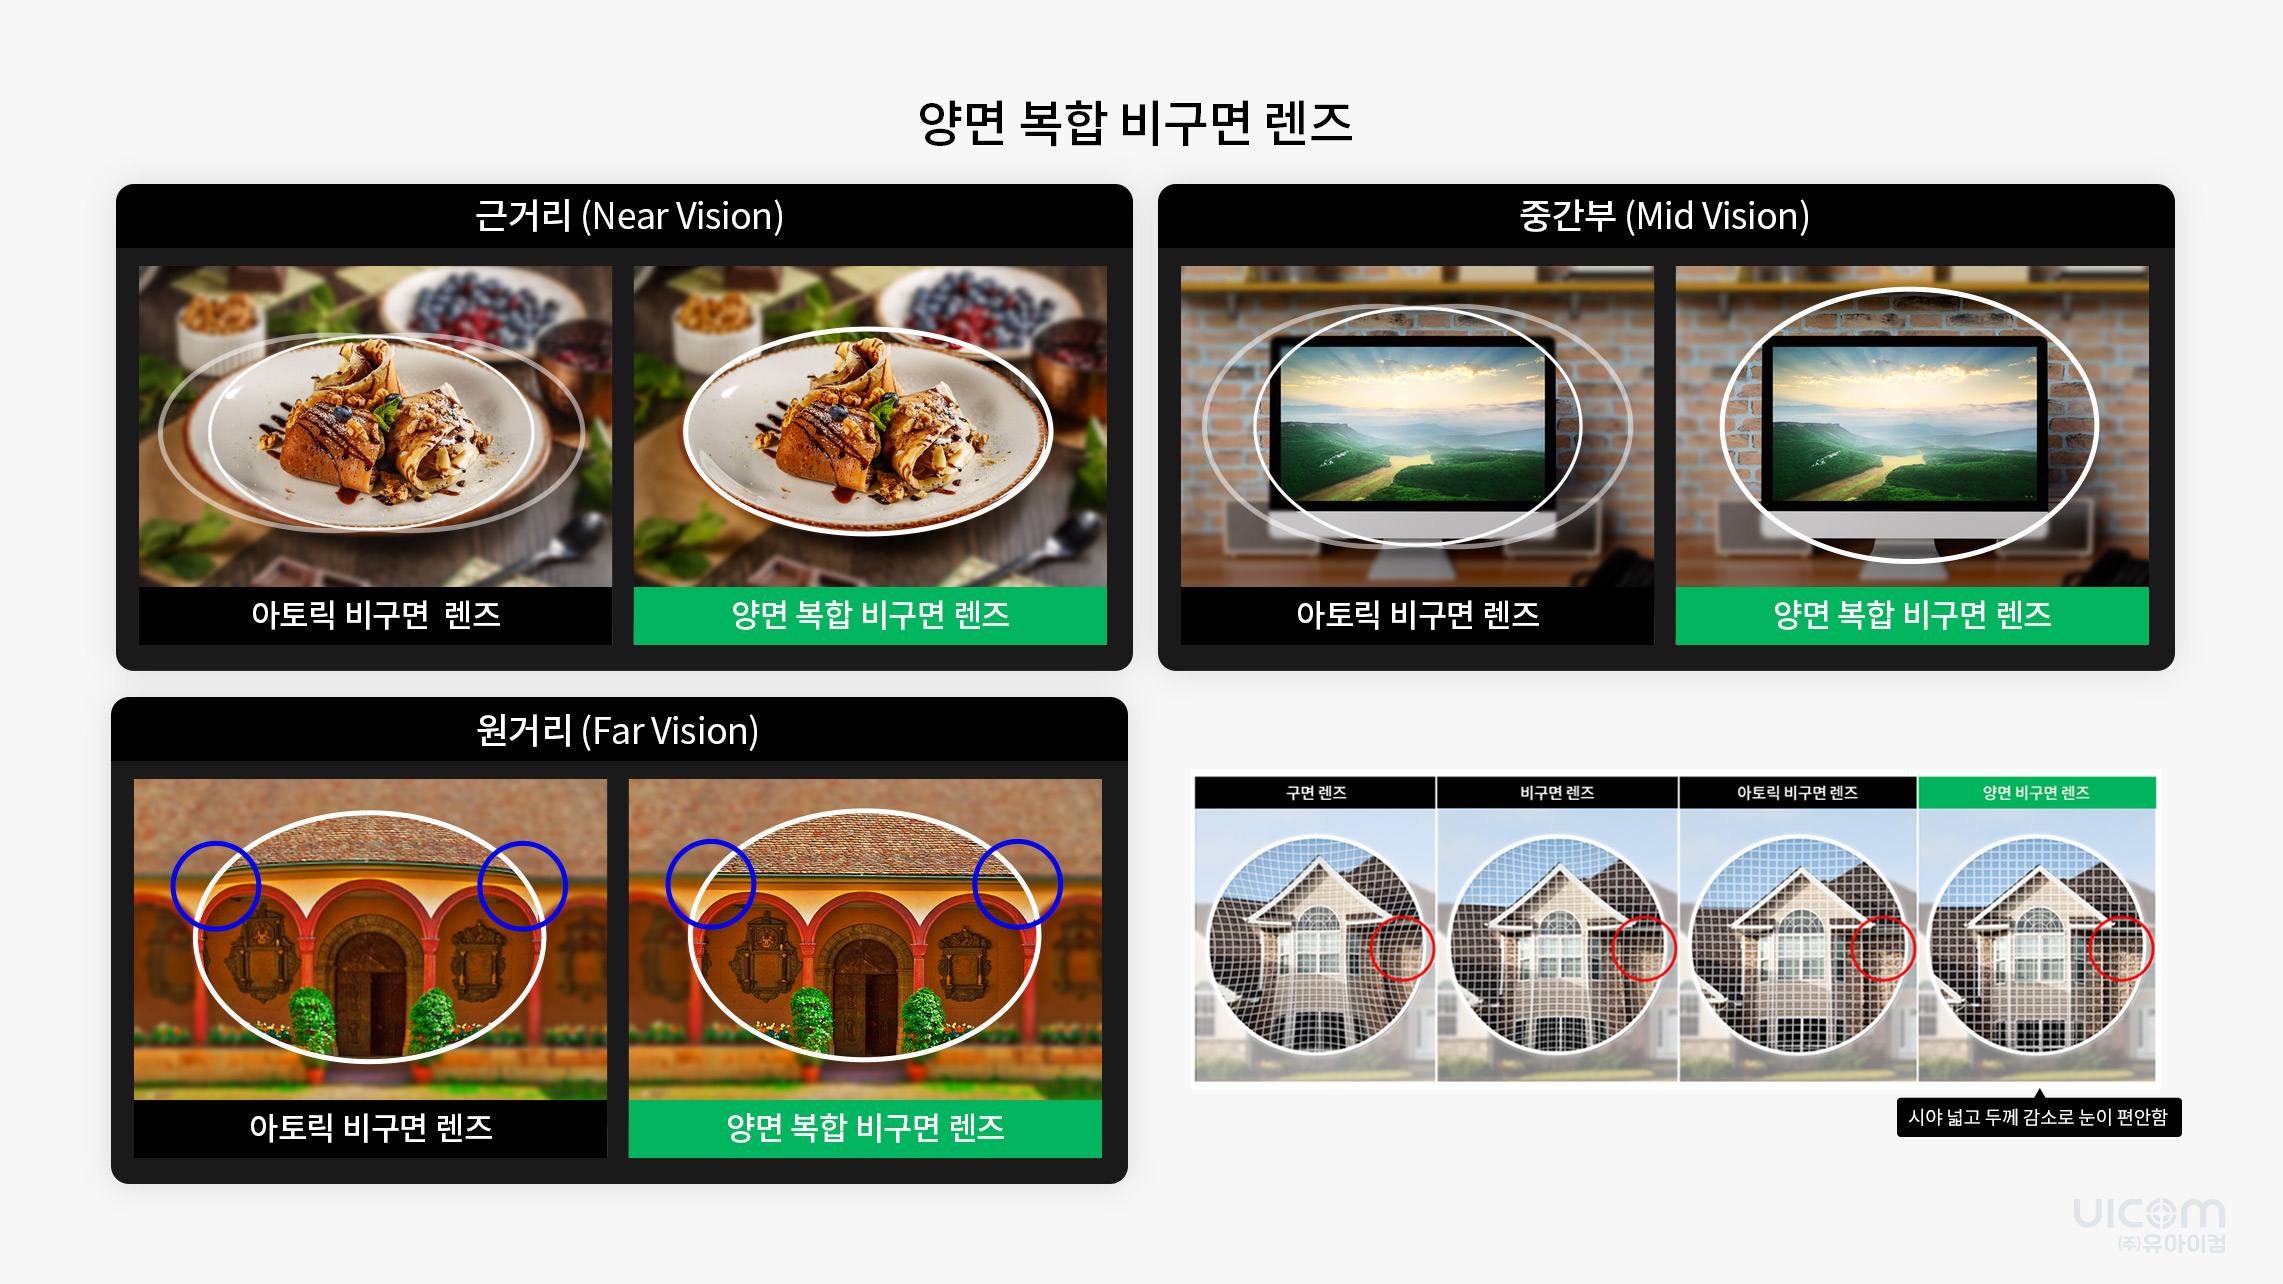 양면 복합 비구면 렌즈
근거리 (Near Vision)
아토릭 비구면 렌즈
양면 복합 비구면 렌즈
중간부 (Mid Vision)
아토릭 비구면 렌즈
양면 복합 비구면 렌즈
원거리 (Far Vision)
아토릭 비구면 렌즈
양면 복합 비구면 렌즈
구면 렌즈
비구면 렌즈
아토릭 비구면 렌즈
양면 비구면 렌즈
시야 넓고 두께 감소로 눈이 편안함
UICOM
(주)유아이컴